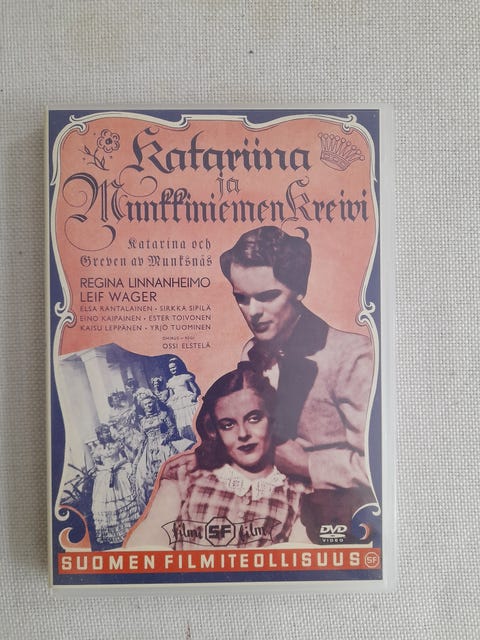 Katariina
ja
Munkkiniemen Kreivi
Katarina och
Greven av Munksnäs
REGINA LINNANHEIMO
LEIF WAGER
ELSA RANTALAINEN • SIRKKA SIPILÄ
EINO KAIPAINEN • ESTER TOIVONEN
KAISU LEPPÄNEN • YRJÖ TUOMINEN
OHJAUS – REGI
OSSI ELSTELÄ
filmi SF film
DVD
VIDEO
SUOMEN FILMITEOLLISUUS SF